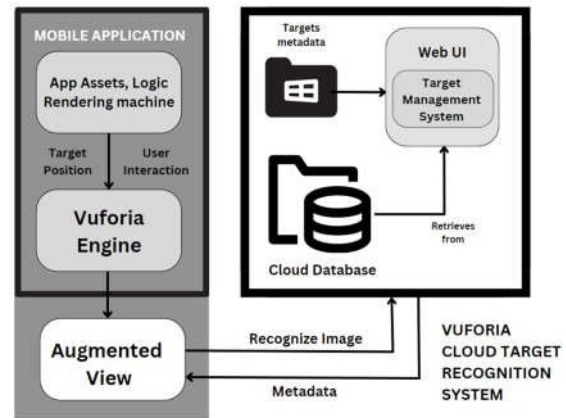 MOBILE APPLICATION
App Assets, Logic
Rendering machine
Target
Position
User
Interaction
Vuforia
Engine
Augmented
View
Targets
metadata
Web UI
Target
Management
System
Retrieves
from
Cloud Database
Recognize Image
Metadata
VUFORIA
CLOUD TARGET
RECOGNITION
SYSTEM